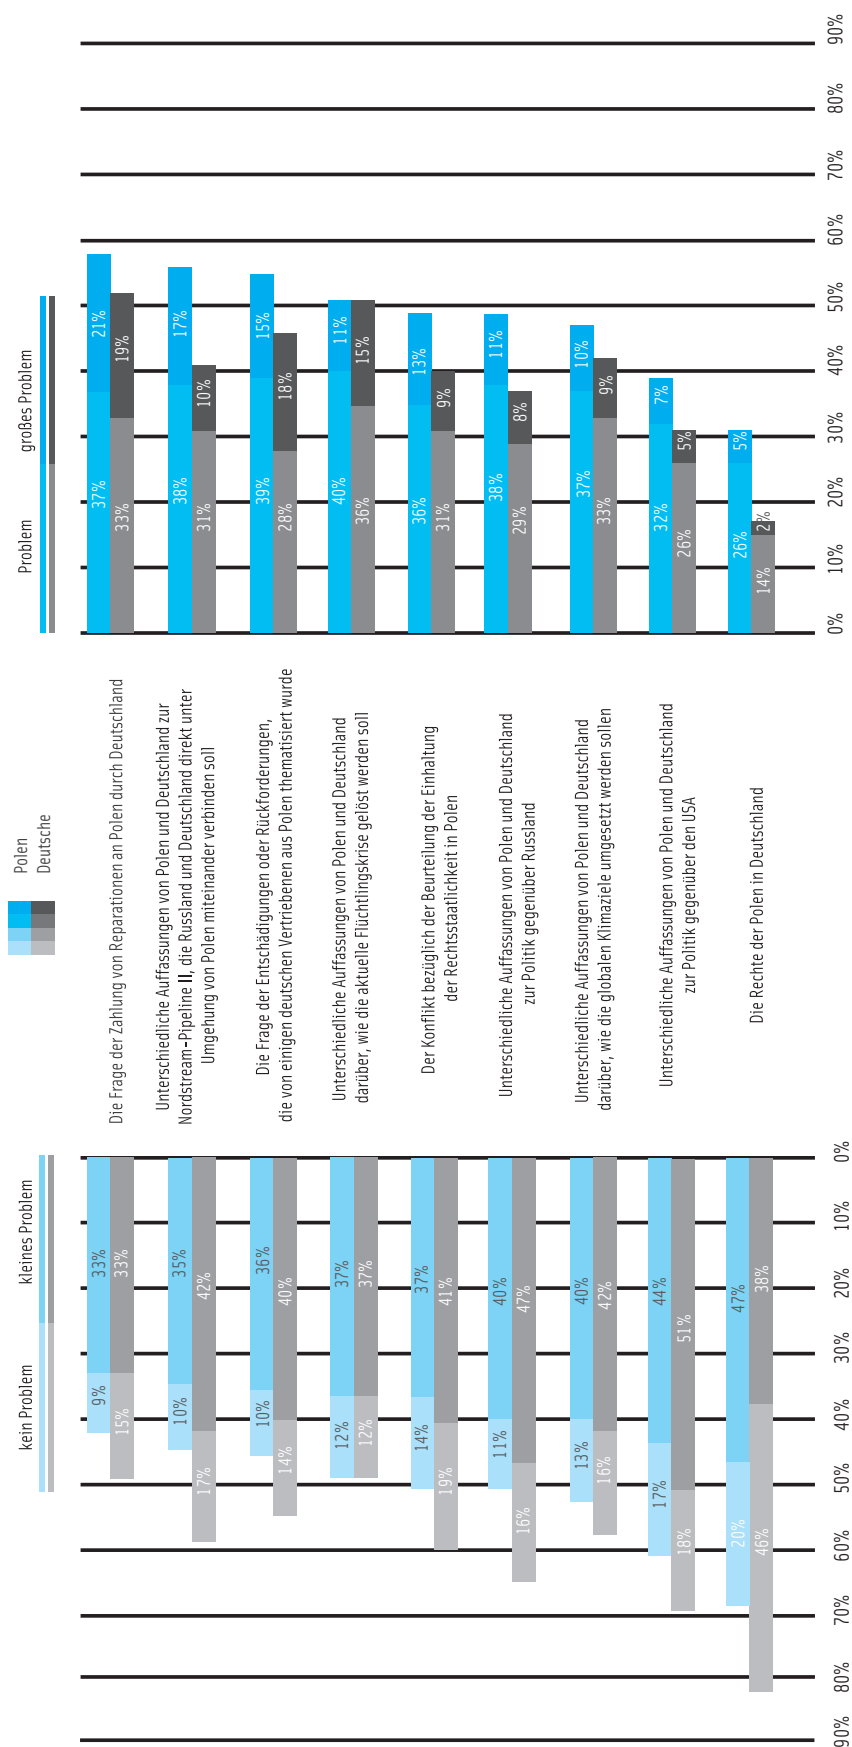 Polen
Deutsche
kein Problem
kleines Problem
Problem
großes Problem
9% 33%
15% 33%
Die Frage der Zahlung von Reparationen an Polen durch Deutschland
37% 21%
33% 19%
10% 35%
17% 42%
Unterschiedliche Auffassungen von Polen und Deutschland zur
Nordstream-Pipeline II, die Russland und Deutschland direkt unter
Umgehung von Polen miteinander verbinden soll
38% 17%
31% 10%
10% 36%
14% 40%
Die Frage der Entschädigungen oder Rückforderungen,
die von einigen deutschen Vertriebenen aus Polen thematisiert wurde
39% 15%
28% 18%
12% 37%
12% 37%
Unterschiedliche Auffassungen von Polen und Deutschland
darüber, wie die aktuelle Flüchtlingskrise gelöst werden soll
40% 11%
36% 15%
14% 37%
19% 41%
Der Konflikt bezüglich der Beurteilung der Einhaltung
der Rechtsstaatlichkeit in Polen
36% 13%
31% 9%
11% 40%
16% 47%
Unterschiedliche Auffassungen von Polen und Deutschland
zur Politik gegenüber Russland
38% 11%
29% 8%
13% 40%
16% 42%
Unterschiedliche Auffassungen von Polen und Deutschland
darüber, wie die globalen Klimaziele umgesetzt werden sollen
37% 10%
33% 9%
17% 44%
18% 51%
Unterschiedliche Auffassungen von Polen und Deutschland
zur Politik gegenüber den USA
32% 7%
26% 5%
20% 47%
46% 38%
Die Rechte der Polen in Deutschland
26% 5%
14% 2%
90% 80% 70% 60% 50% 40% 30% 20% 10% 0%
0% 10% 20% 30% 40% 50% 60% 70% 80% 90%